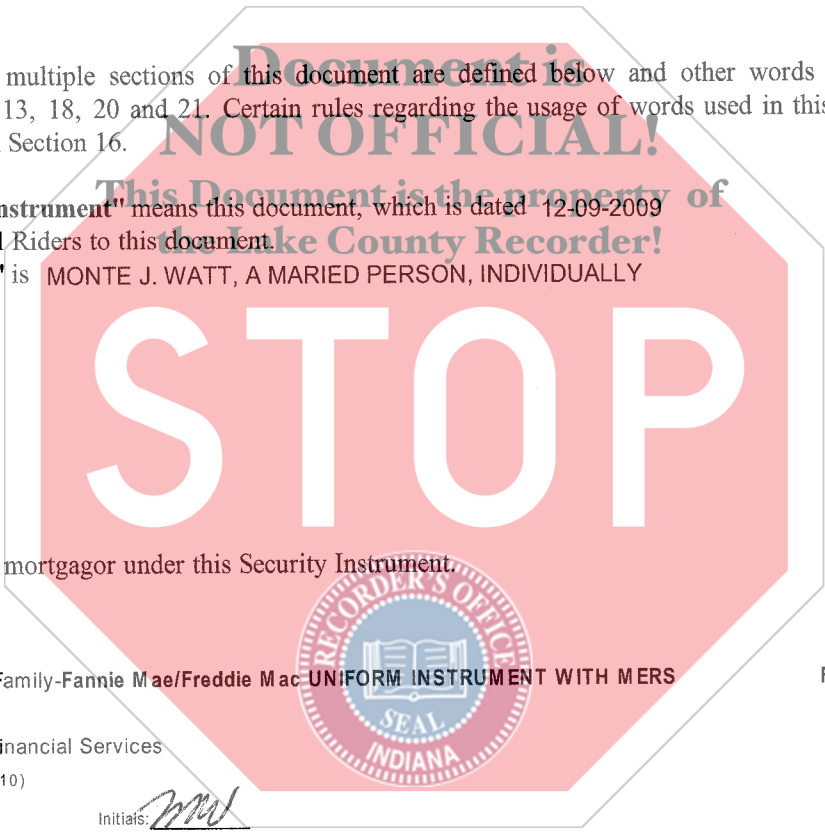 Document is
multiple sections of this document are defined below and other words
13, 18, 20 and 21. Certain rules regarding the usage of words used in this
Section 16.
NOT OFFICIAL!
This Document is the property of
nstrument" means this document, which is dated 12-09-2009
the Lake County Recorder!
Riders to this document.
" is MONTE J. WATT, A MARIED PERSON, INDIVIDUALLY
STOP
mortgagor under this Security Instrument.
RECORDER'S OFFICE
SEAL
INDIANA
Family-Fannie Mae/Freddie Mac UNIFORM INSTRUMENT WITH MERS
inancial Services
10)
Initials: